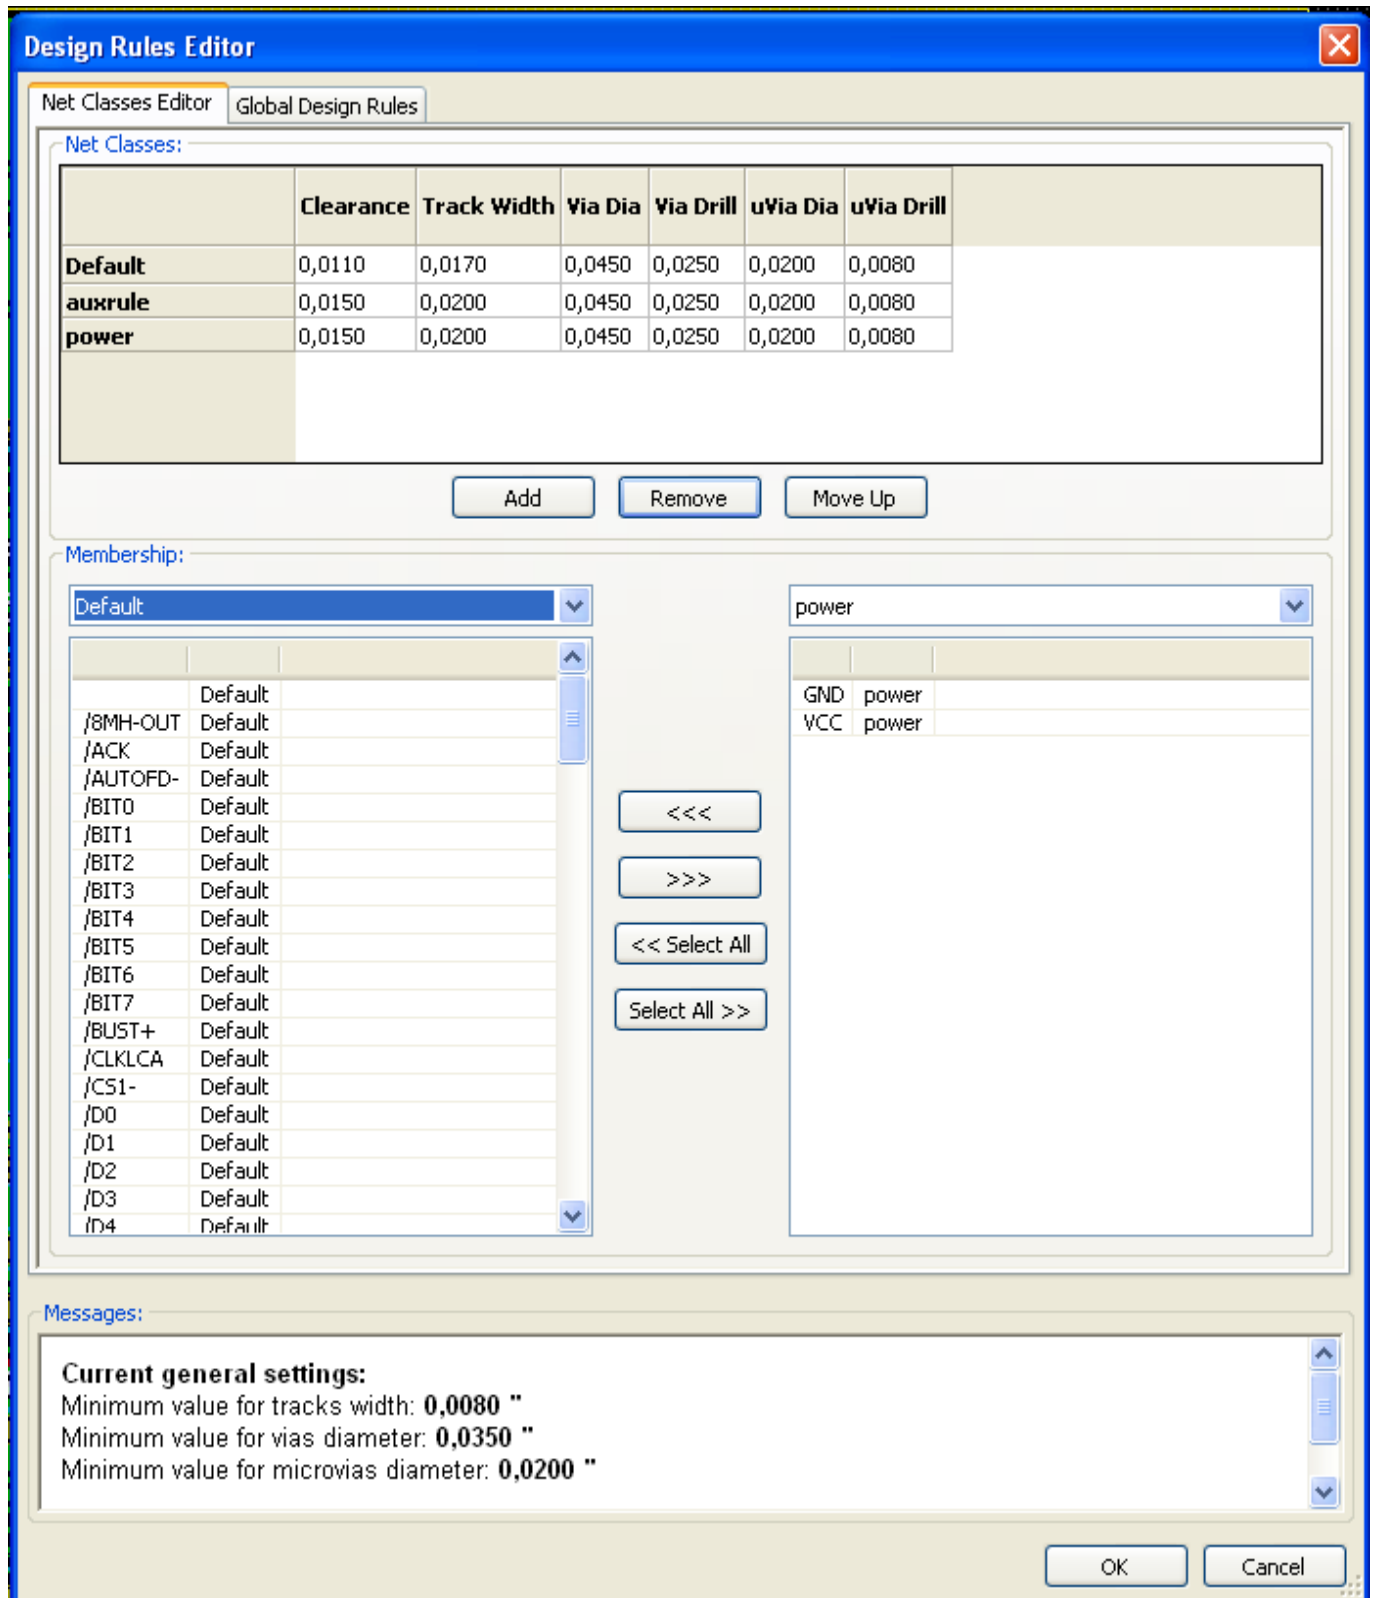 Design Rules Editor
Net Classes Editor Global Design Rules
Net Classes:
Clearance Track Width Via Dia Via Drill uVia Dia uVia Drill
Default 0,0110 0,0170 0,0450 0,0250 0,0200 0,0080
auxrule 0,0150 0,0200 0,0450 0,0250 0,0200 0,0080
power 0,0150 0,0200 0,0450 0,0250 0,0200 0,0080
Add Remove Move Up
Membership:
Default power
Default
/8MH-OUT Default
/ACK Default
/AUTOFD- Default
/BIT0 Default
/BIT1 Default
/BIT2 Default
/BIT3 Default
/BIT4 Default
/BIT5 Default
/BIT6 Default
/BIT7 Default
/BUST+ Default
/CLKLCA Default
/CS1- Default
/D0 Default
/D1 Default
/D2 Default
/D3 Default
/D4 Default
<<<
>>>
<< Select All
Select All >>
GND power
VCC power
Messages:
Current general settings:
Minimum value for tracks width: 0,0080 "
Minimum value for vias diameter: 0,0350 "
Minimum value for microvias diameter: 0,0200 "
OK Cancel